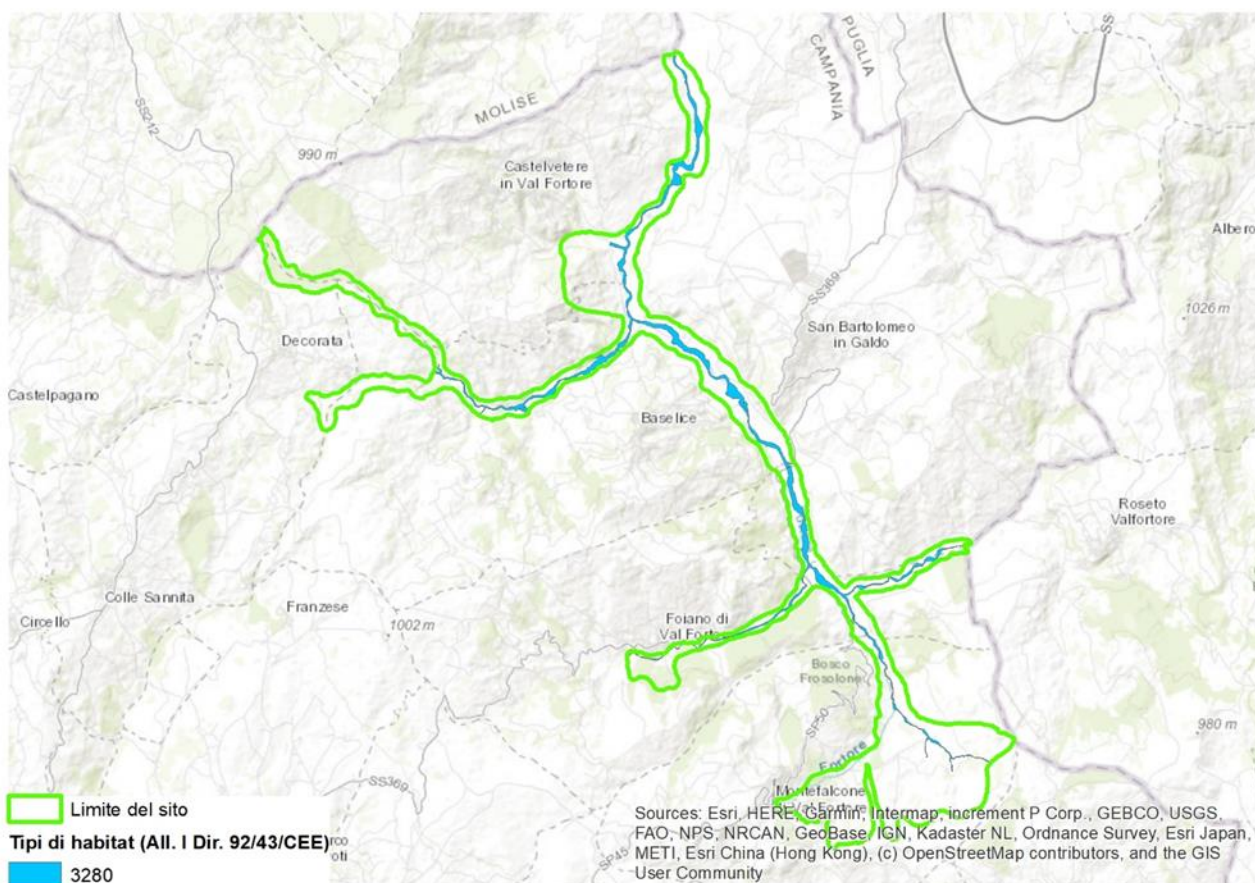 PUGLIA
CAMPANIA
MOLISE
SS212
990 m
Castelvetere
in Val Fortore
SS
Albero
1026 m
SS369
San Bartolomeo
in Galdo
Decorata
Castelpagano
Baselice
Roseto
Valfortore
Colle Sannita
Franzese
Circello
1002 m
Foiano di
Val Fortore
Bosco
Frosolone
SP50
980 m
Fortore
SS369
Montefalcone
Val Fortore
SP45
Limite del sito
Tipi di habitat (All. I Dir. 92/43/CEE)
3280
Sources: Esri, HERE, Garmin, Intermap, increment P Corp., GEBCO, USGS,
FAO, NPS, NRCAN, GeoBase, IGN, Kadaster NL, Ordnance Survey, Esri Japan,
METI, Esri China (Hong Kong), (c) OpenStreetMap contributors, and the GIS
User Community